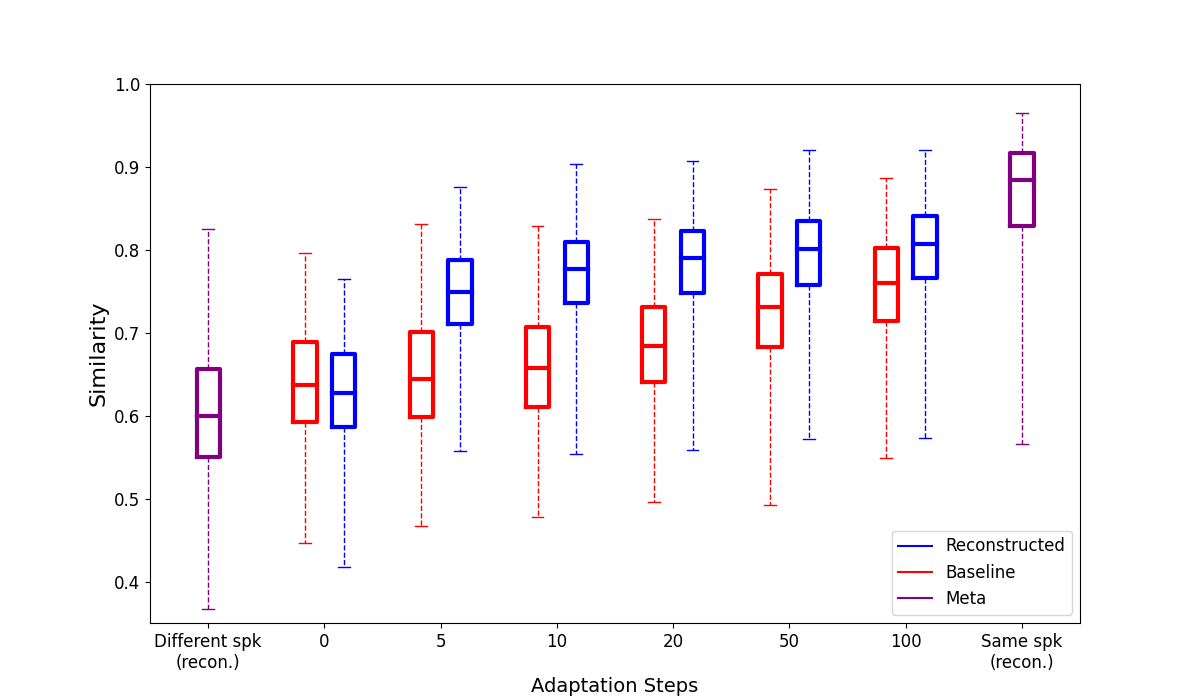 1.0
0.9
0.8
0.7
0.6
0.5
0.4
Similarity
Reconstructed
Baseline
Meta
Different spk
(recon.)
0
5
10
20
50
100
Same spk
(recon.)
Adaptation Steps